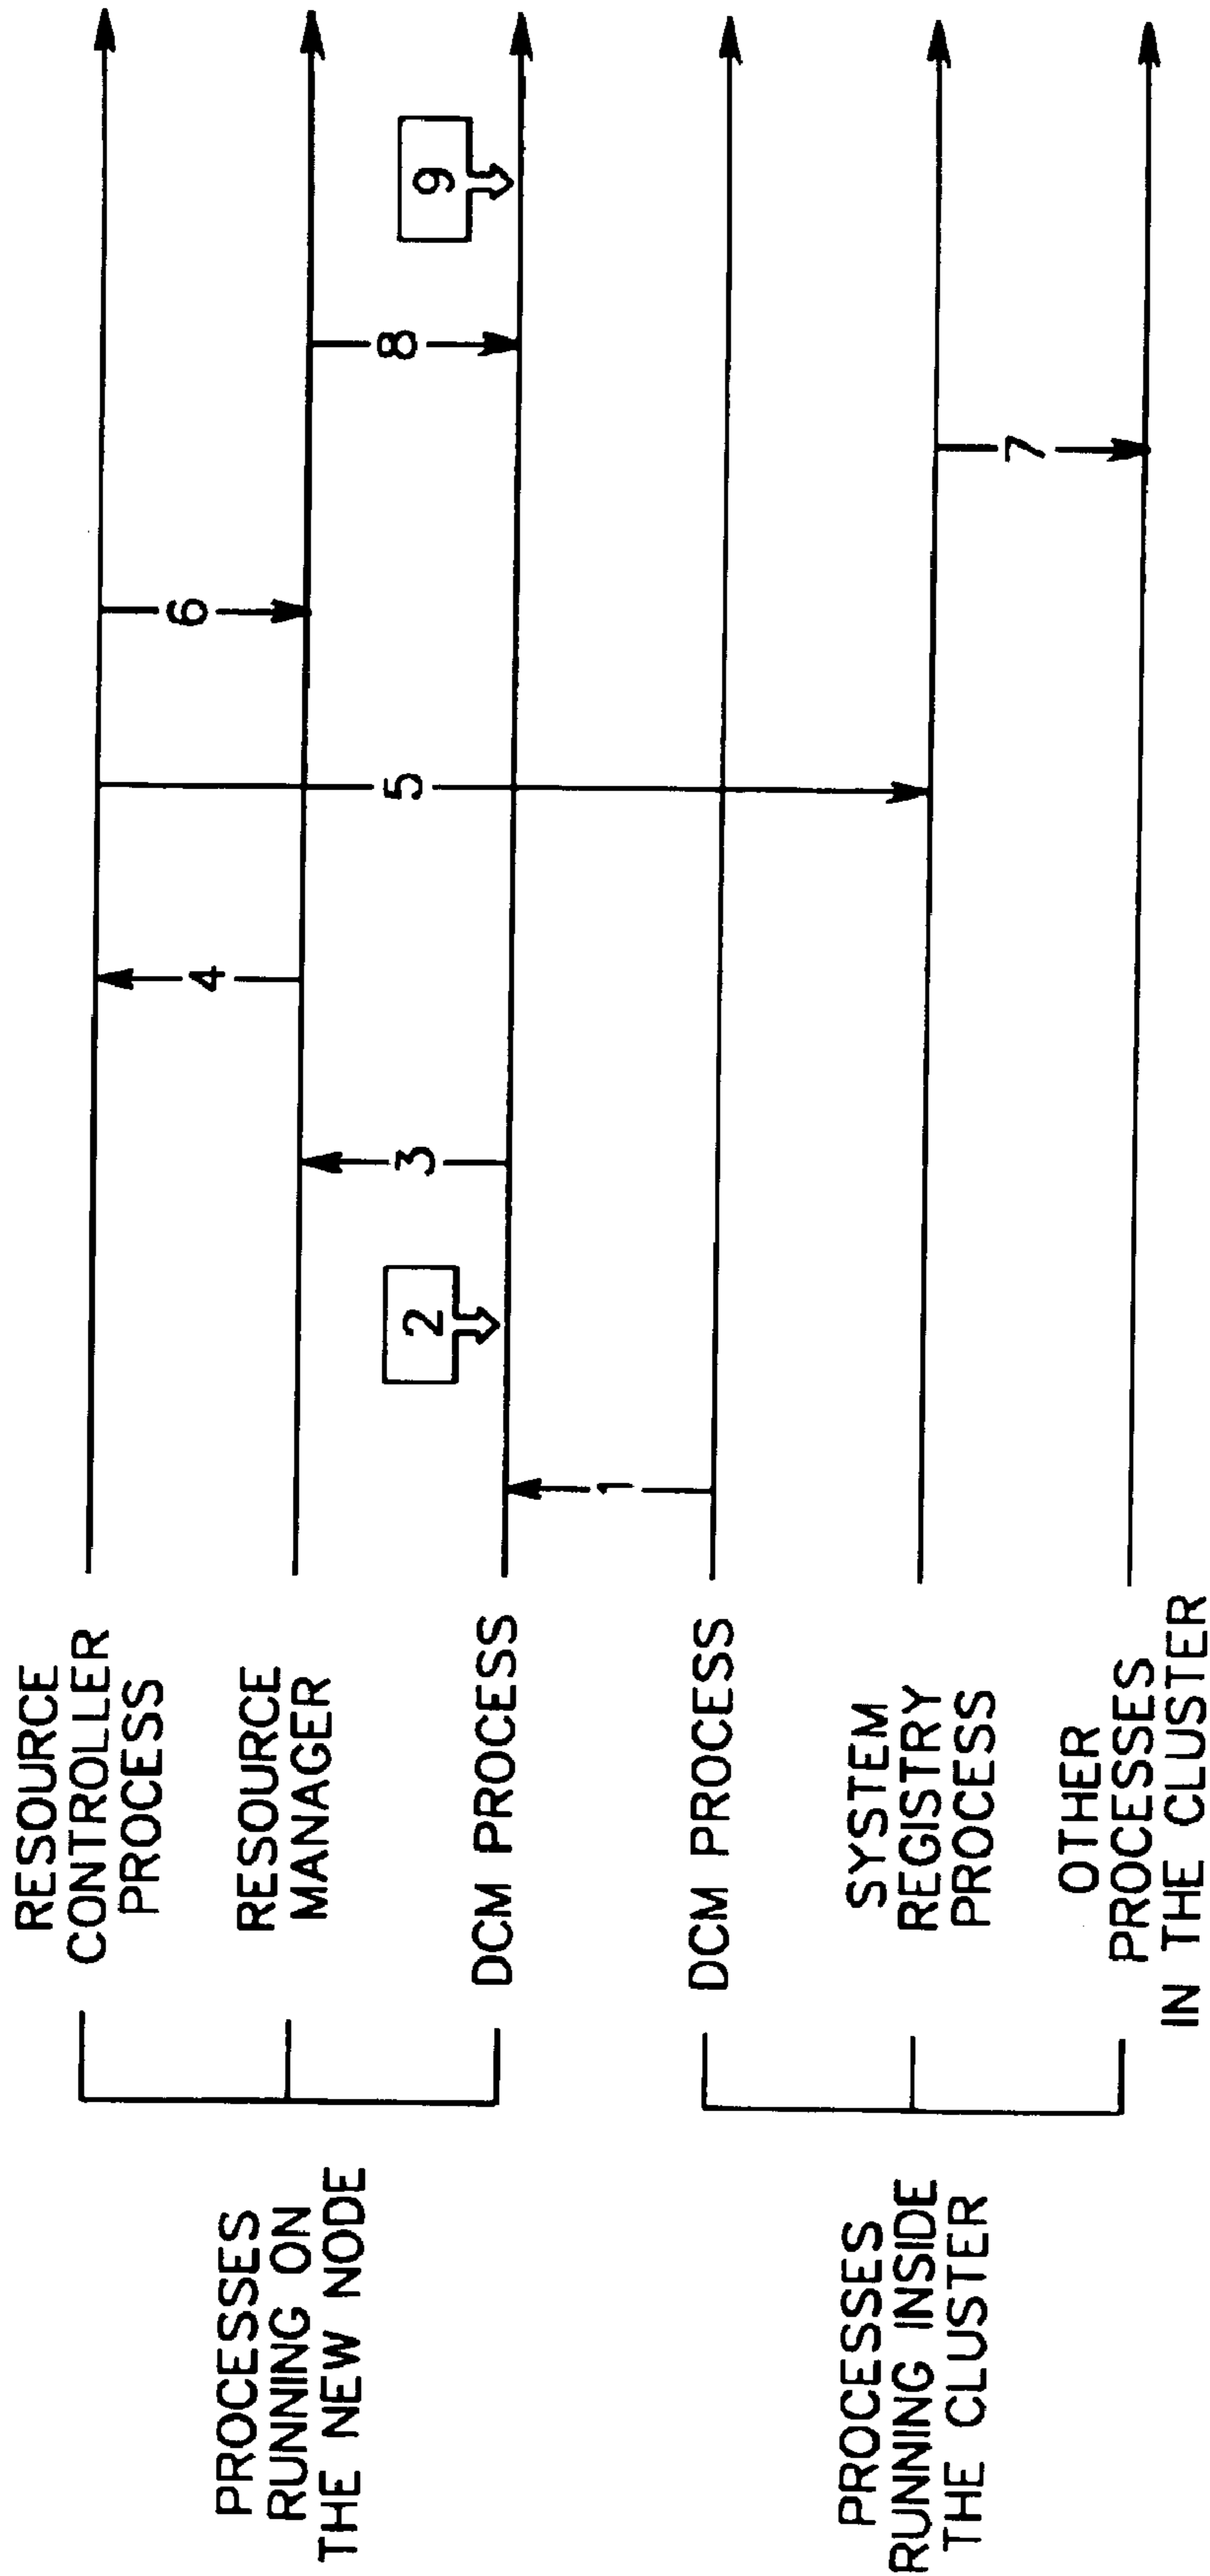 PROCESSES
RUNNING ON
THE NEW NODE
RESOURCE
CONTROLLER
PROCESS
RESOURCE
MANAGER
DCM PROCESS
PROCESSES
RUNNING INSIDE
THE CLUSTER
DCM PROCESS
SYSTEM
REGISTRY
PROCESS
OTHER
PROCESSES
IN THE CLUSTER
1
2
3
4
5
6
7
8
9